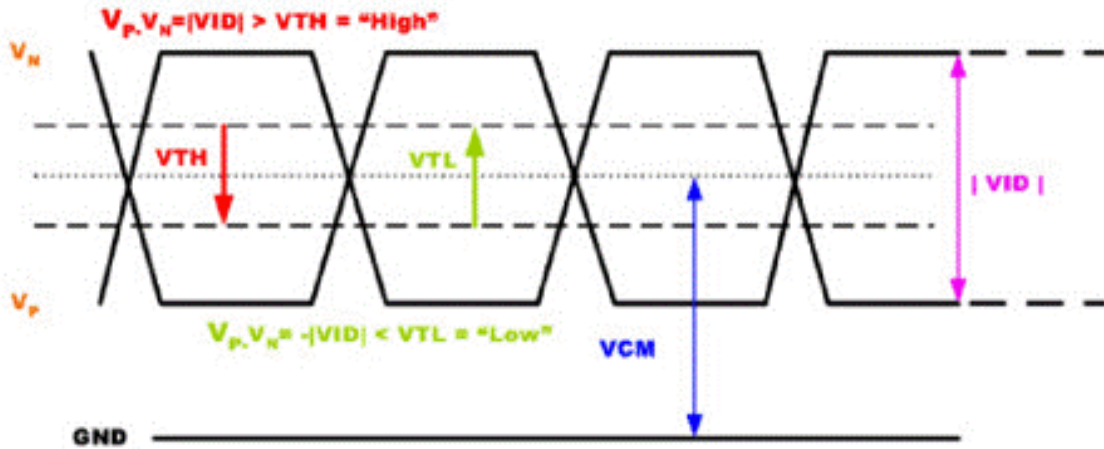 VP, VN=|VID| > VTH = “High”
VN
VTH
VTL
| VID |
VP
VP, VN= -|VID| < VTL = “Low”
VCM
GND